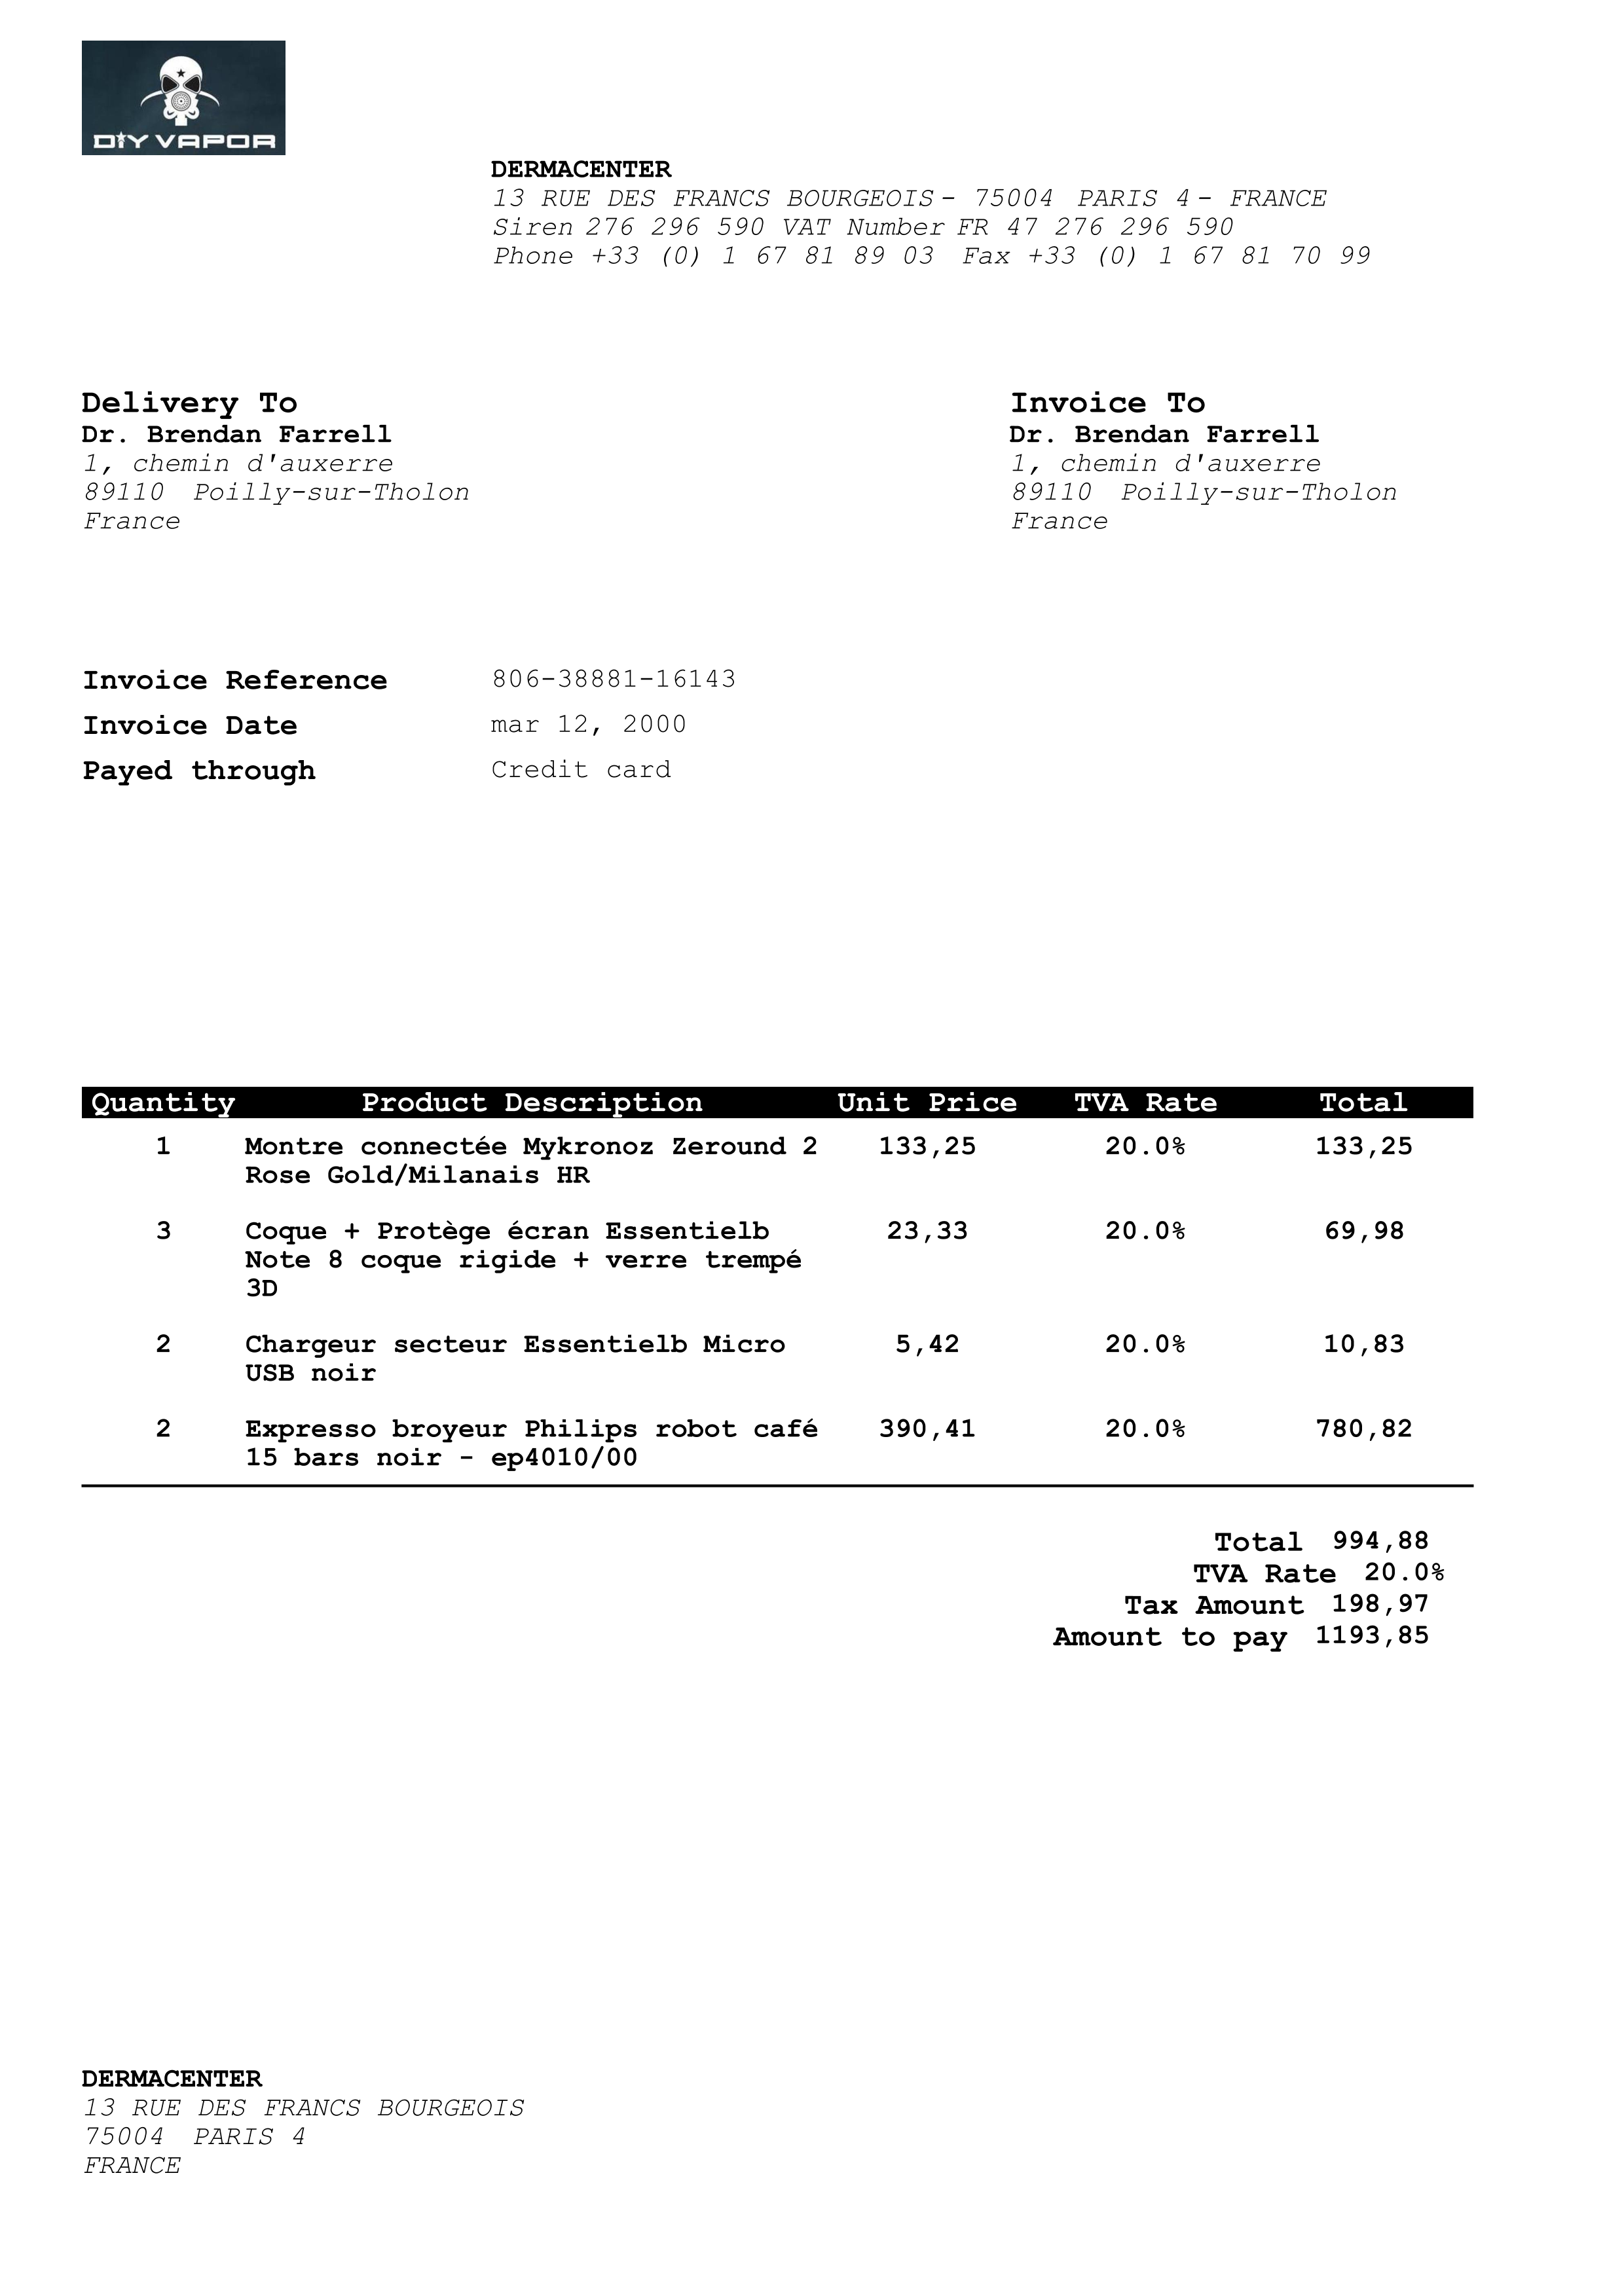 DIY VAPOR
DERMACENTER
13 RUE DES FRANCS BOURGEOIS - 75004 PARIS 4 - FRANCE
Siren 276 296 590 VAT Number FR 47 276 296 590
Phone +33 (0) 1 67 81 89 03 Fax +33 (0) 1 67 81 70 99
Delivery To
Dr. Brendan Farrell
1, chemin d'auxerre
89110 Poilly-sur-Tholon
France
Invoice To
Dr. Brendan Farrell
1, chemin d'auxerre
89110 Poilly-sur-Tholon
France
Invoice Reference 806-38881-16143
Invoice Date mar 12, 2000
Payed through Credit card
Quantity Product Description Unit Price TVA Rate Total
1 Montre connectée Mykronoz Zeround 2 133,25 20.0% 133,25
Rose Gold/Milanais HR
3 Coque + Protège écran Essentielb 23,33 20.0% 69,98
Note 8 coque rigide + verre trempé
3D
2 Chargeur secteur Essentielb Micro 5,42 20.0% 10,83
USB noir
2 Expresso broyeur Philips robot café 390,41 20.0% 780,82
15 bars noir - ep4010/00
Total 994,88
TVA Rate 20.0%
Tax Amount 198,97
Amount to pay 1193,85
DERMACENTER
13 RUE DES FRANCS BOURGEOIS
75004 PARIS 4
FRANCE